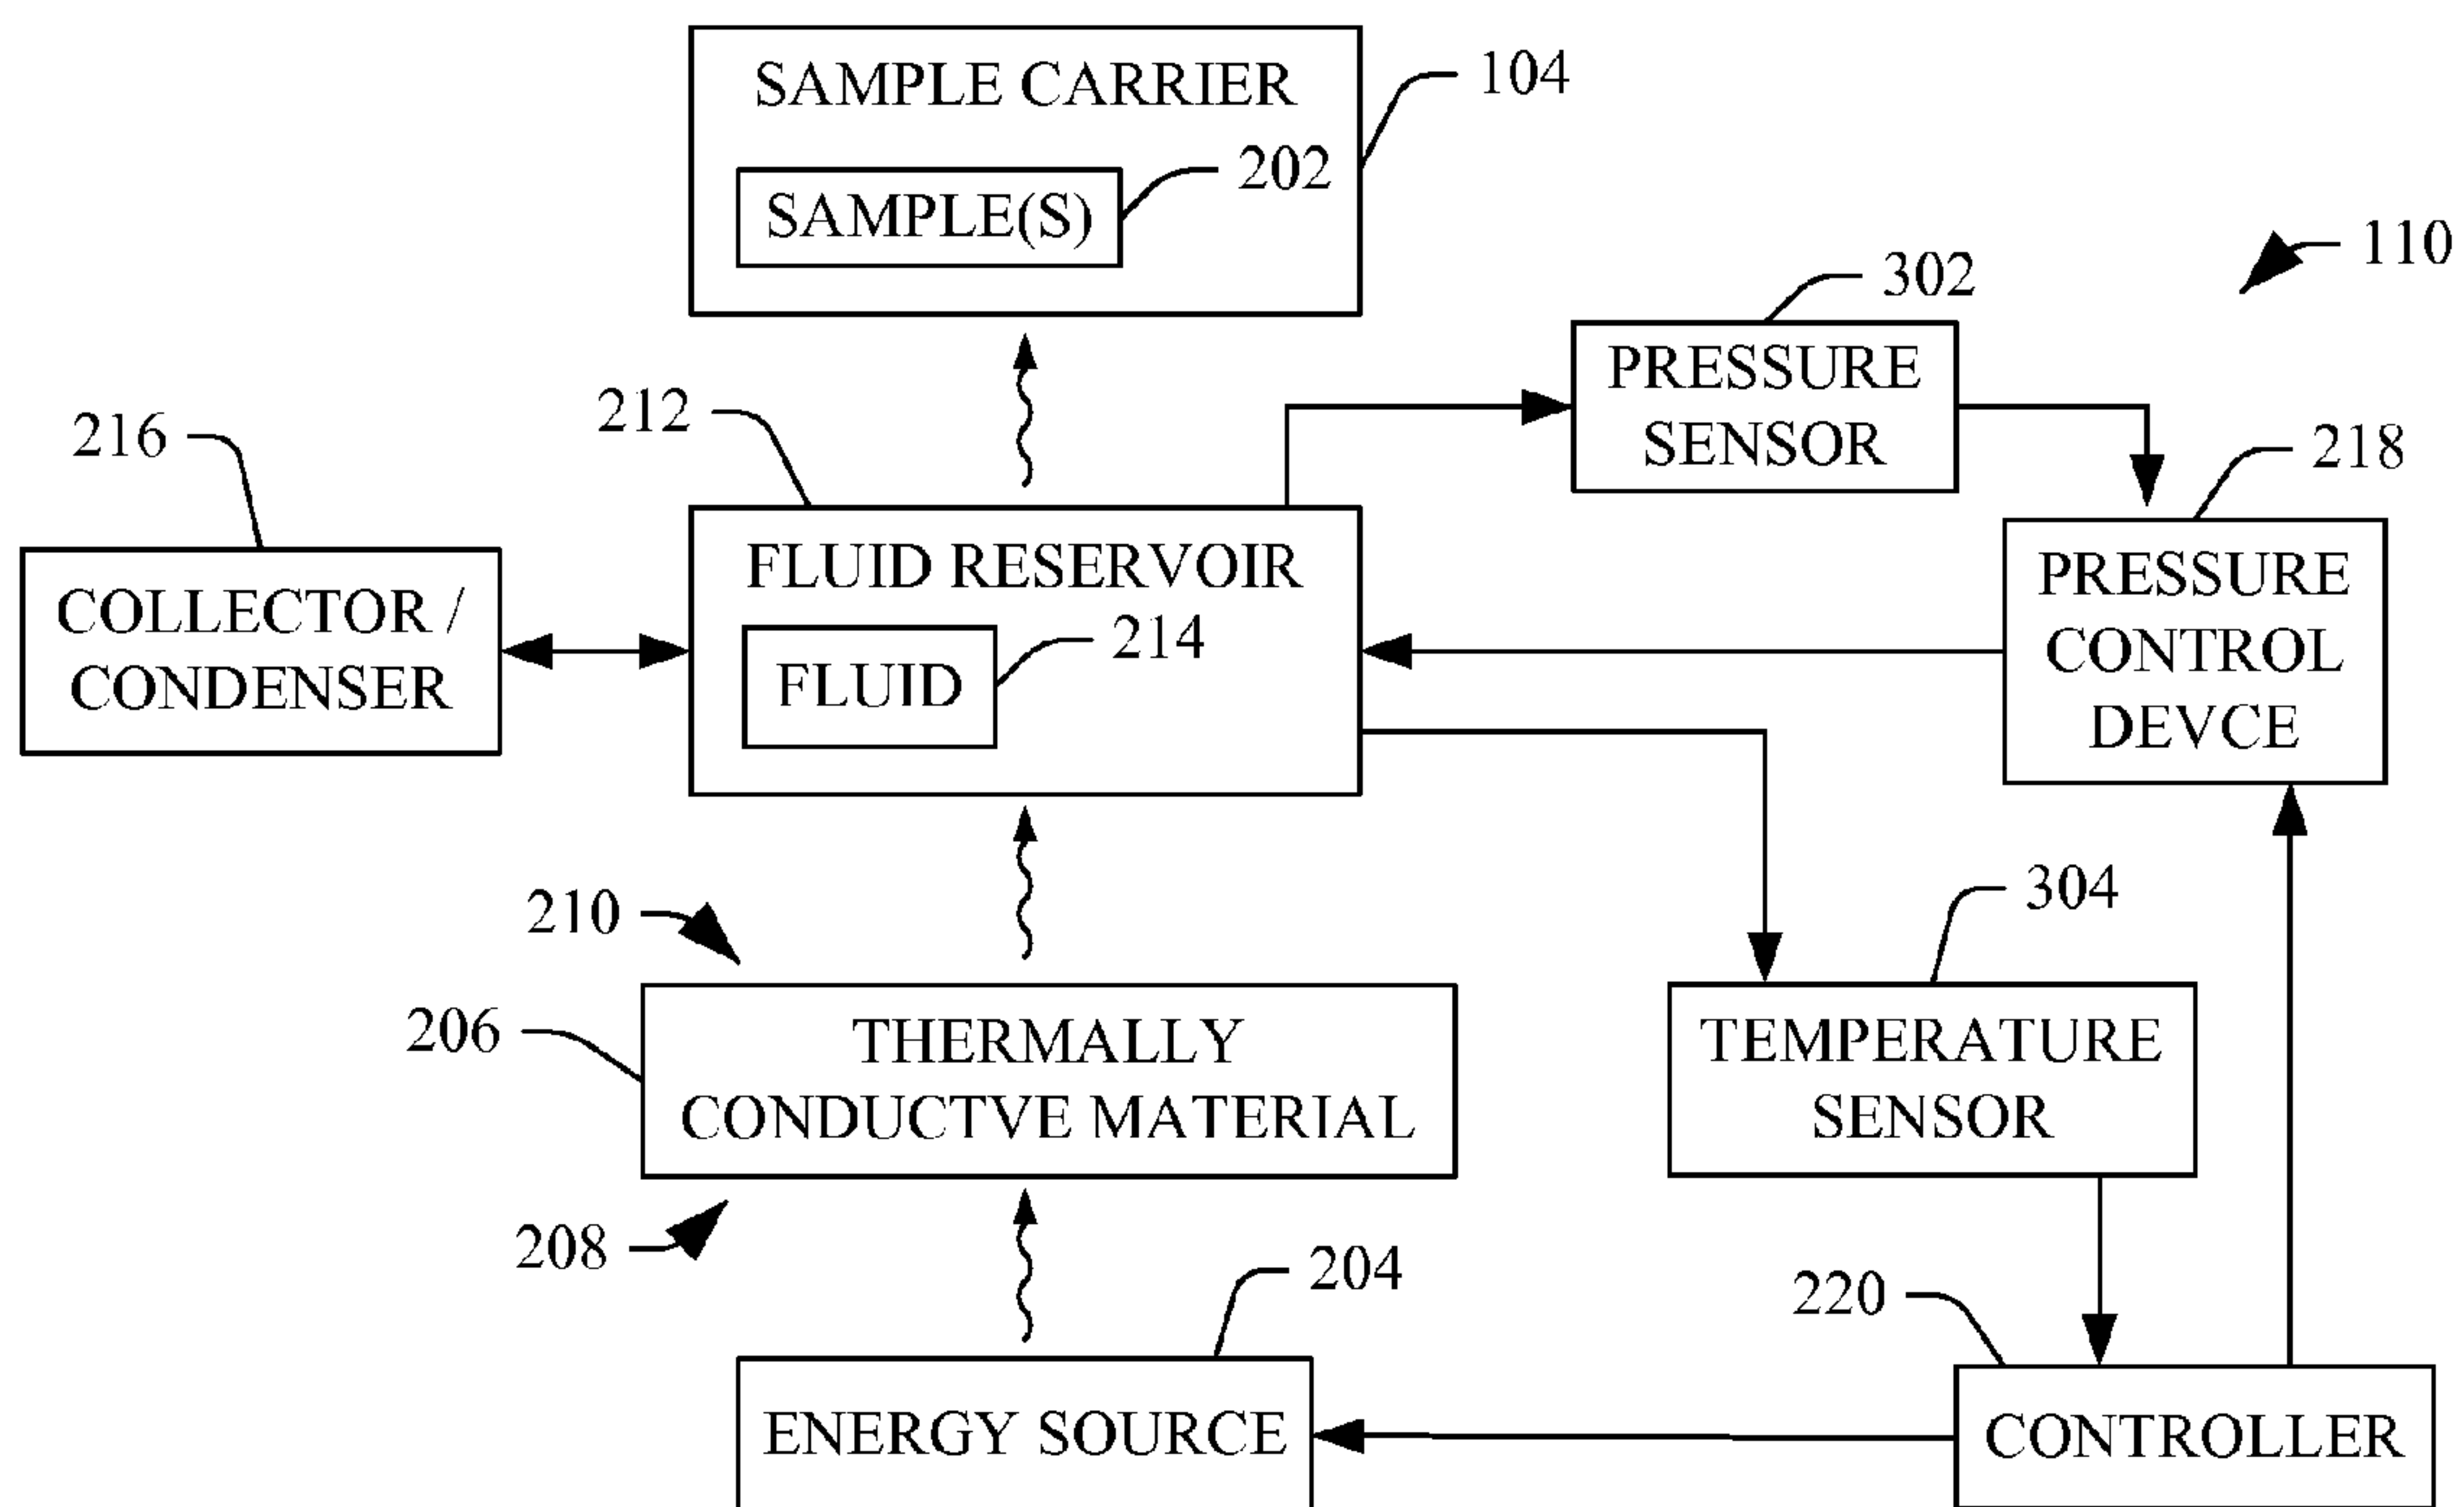 SAMPLE CARRIER
104
SAMPLE(S)
202
110
302
PRESSURE
SENSOR
212
216
218
FLUID RESERVOIR
FLUID
214
COLLECTOR /
CONDENSER
PRESSURE
CONTROL
DEVCE
304
210
206
THERMALLY
CONDUCTVE MATERIAL
TEMPERATURE
SENSOR
208
204
220
ENERGY SOURCE
CONTROLLER